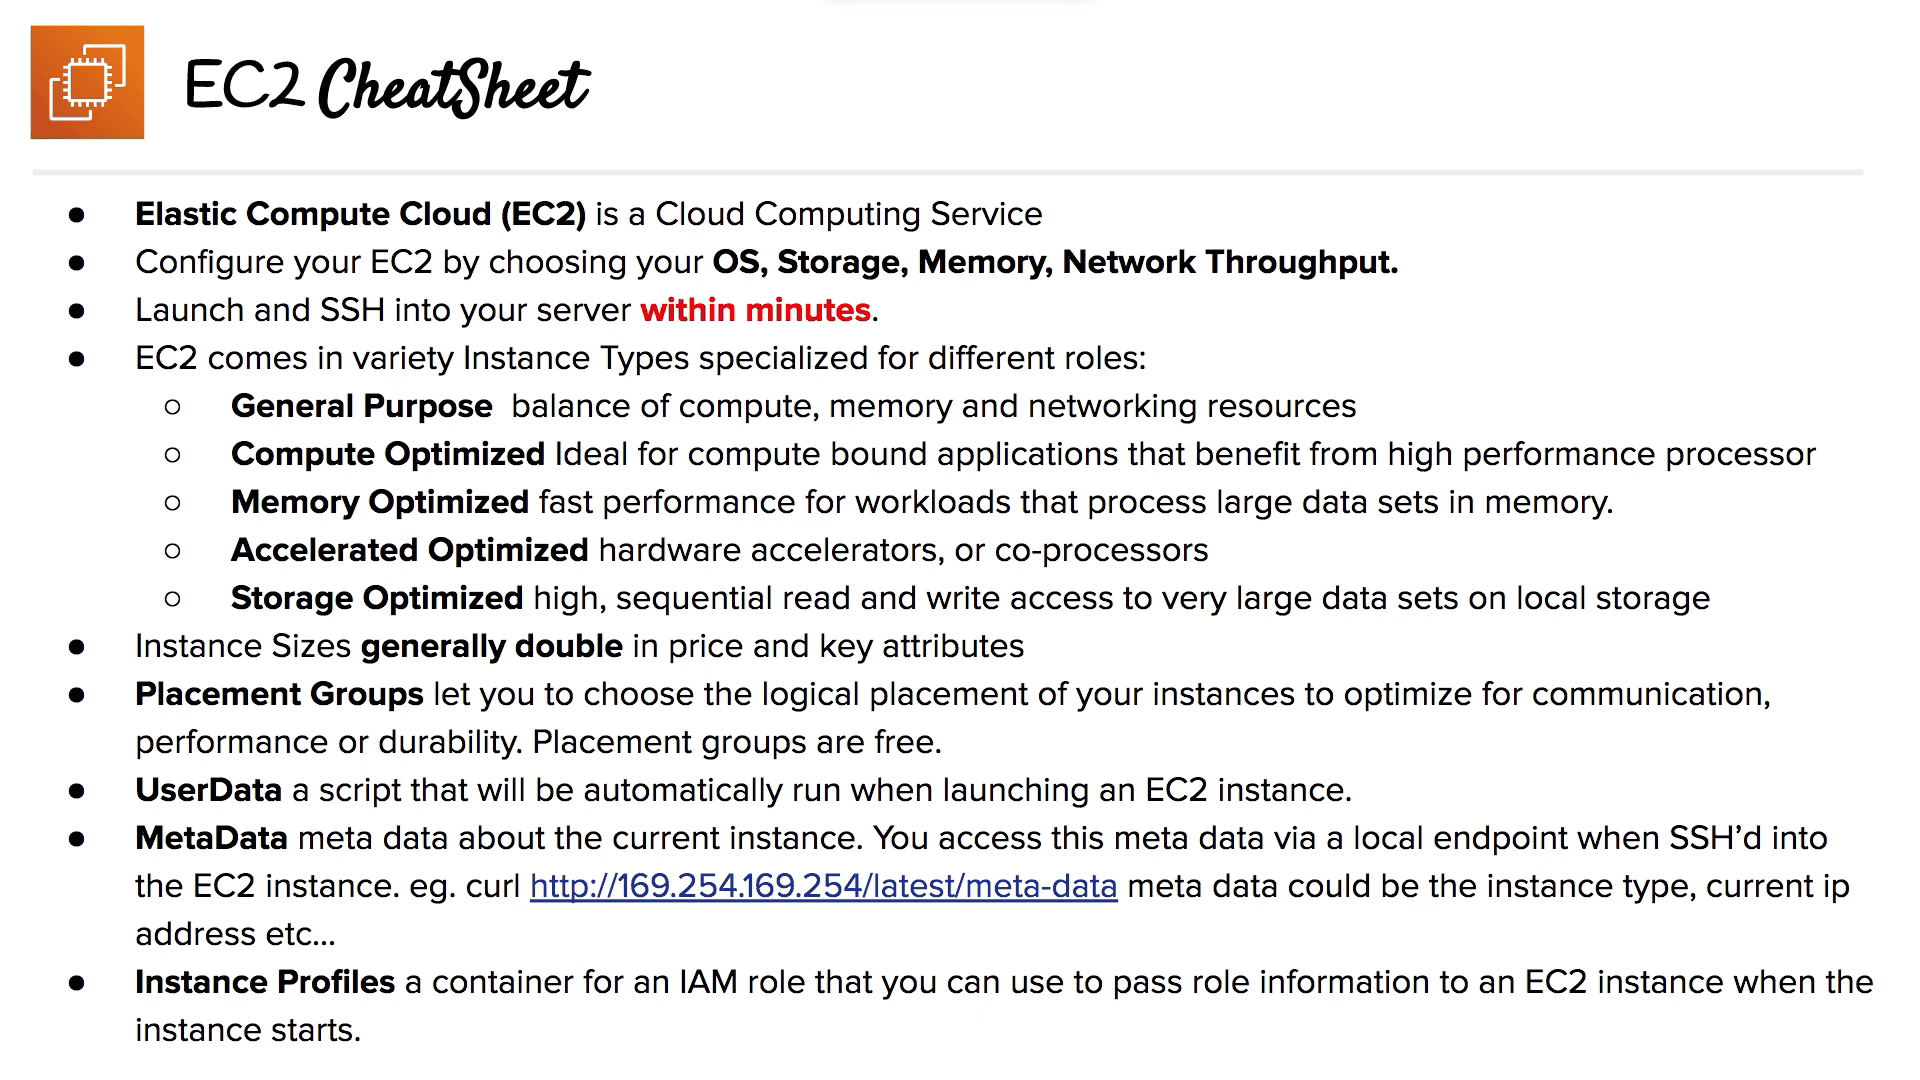 EC2 CheatSheet
● Elastic Compute Cloud (EC2) is a Cloud Computing Service
● Configure your EC2 by choosing your OS, Storage, Memory, Network Throughput.
● Launch and SSH into your server within minutes.
● EC2 comes in variety Instance Types specialized for different roles:
○ General Purpose  balance of compute, memory and networking resources
○ Compute Optimized Ideal for compute bound applications that benefit from high performance processor
○ Memory Optimized fast performance for workloads that process large data sets in memory.
○ Accelerated Optimized hardware accelerators, or co-processors
○ Storage Optimized high, sequential read and write access to very large data sets on local storage
● Instance Sizes generally double in price and key attributes
● Placement Groups let you to choose the logical placement of your instances to optimize for communication,
performance or durability. Placement groups are free.
● UserData a script that will be automatically run when launching an EC2 instance.
● MetaData meta data about the current instance. You access this meta data via a local endpoint when SSH’d into
the EC2 instance. eg. curl http://169.254.169.254/latest/meta-data meta data could be the instance type, current ip
address etc...
● Instance Profiles a container for an IAM role that you can use to pass role information to an EC2 instance when the
instance starts.